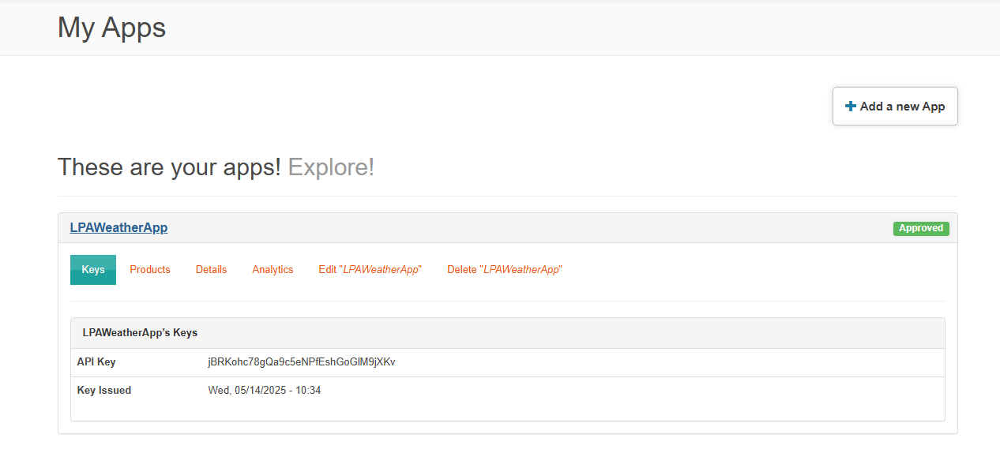 My Apps
Add a new App
These are your apps! Explore!
LPAWeatherApp
Approved
Keys Products Details Analytics Edit "LPAWeatherApp" Delete "LPAWeatherApp"
LPAWeatherApp’s Keys
API Key jBRKohc78gQa9c5eNPfEshGoGlM9jXKv
Key Issued Wed, 05/14/2025 - 10:34